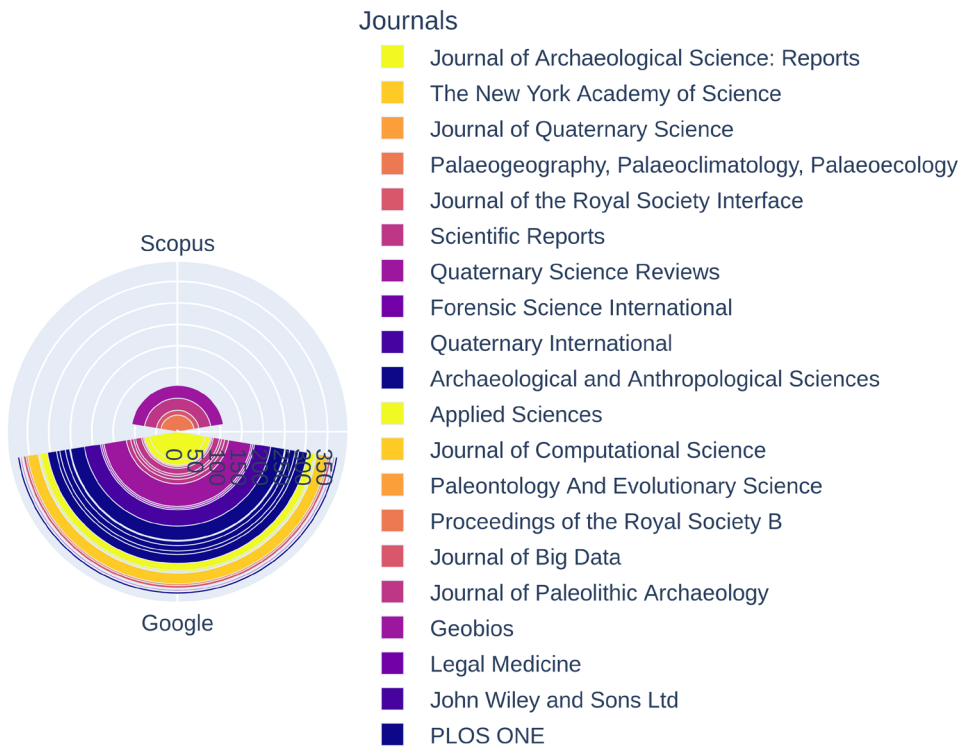 Journals
Journal of Archaeological Science: Reports
The New York Academy of Science
Journal of Quaternary Science
Palaeogeography, Palaeoclimatology, Palaeoecology
Journal of the Royal Society Interface
Scientific Reports
Quaternary Science Reviews
Forensic Science International
Quaternary International
Archaeological and Anthropological Sciences
Applied Sciences
Journal of Computational Science
Paleontology And Evolutionary Science
Proceedings of the Royal Society B
Journal of Big Data
Journal of Paleolithic Archaeology
Geobios
Legal Medicine
John Wiley and Sons Ltd
PLOS ONE
Scopus
0
50
100
150
200
250
300
350
Google